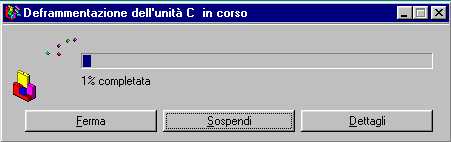 Deframmentazione dell'unità C in corso
1% completata
Ferma
Sospendi
Dettagli